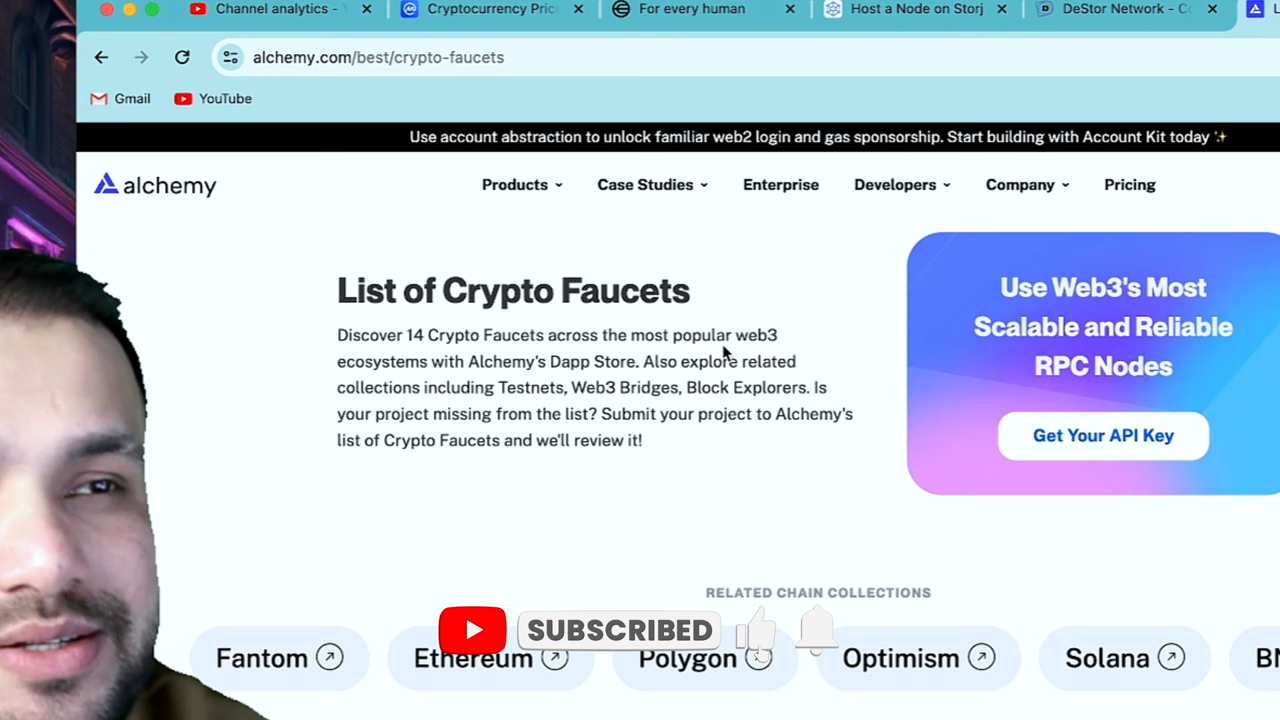 Channel analytics -
Cryptocurrency Pric
For every human
Host a Node on Storj
DeStor Network - C
L
alchemy.com/best/crypto-faucets
Gmail
YouTube
Use account abstraction to unlock familiar web2 login and gas sponsorship. Start building with Account Kit today ✨
alchemy
Products
Case Studies
Enterprise
Developers
Company
Pricing
List of Crypto Faucets
Discover 14 Crypto Faucets across the most popular web3
ecosystems with Alchemy's Dapp Store. Also explore related
collections including Testnets, Web3 Bridges, Block Explorers. Is
your project missing from the list? Submit your project to Alchemy's
list of Crypto Faucets and we'll review it!
Use Web3's Most
Scalable and Reliable
RPC Nodes
Get Your API Key
RELATED CHAIN COLLECTIONS
SUBSCRIBED
Fantom
Ethereum
Polygon
Optimism
Solana
BN